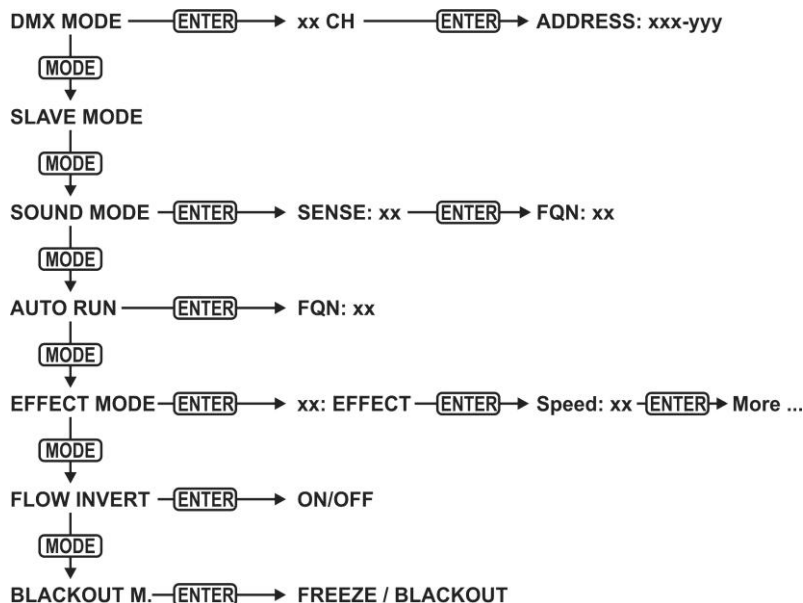 DMX MODE ENTER xx CH ENTER ADDRESS: xxx-yyy
MODE
SLAVE MODE
MODE
SOUND MODE ENTER SENSE: xx ENTER FQN: xx
MODE
AUTO RUN ENTER FQN: xx
MODE
EFFECT MODE ENTER xx: EFFECT ENTER Speed: xx ENTER More ...
MODE
FLOW INVERT ENTER ON/OFF
MODE
BLACKOUT M. ENTER FREEZE / BLACKOUT